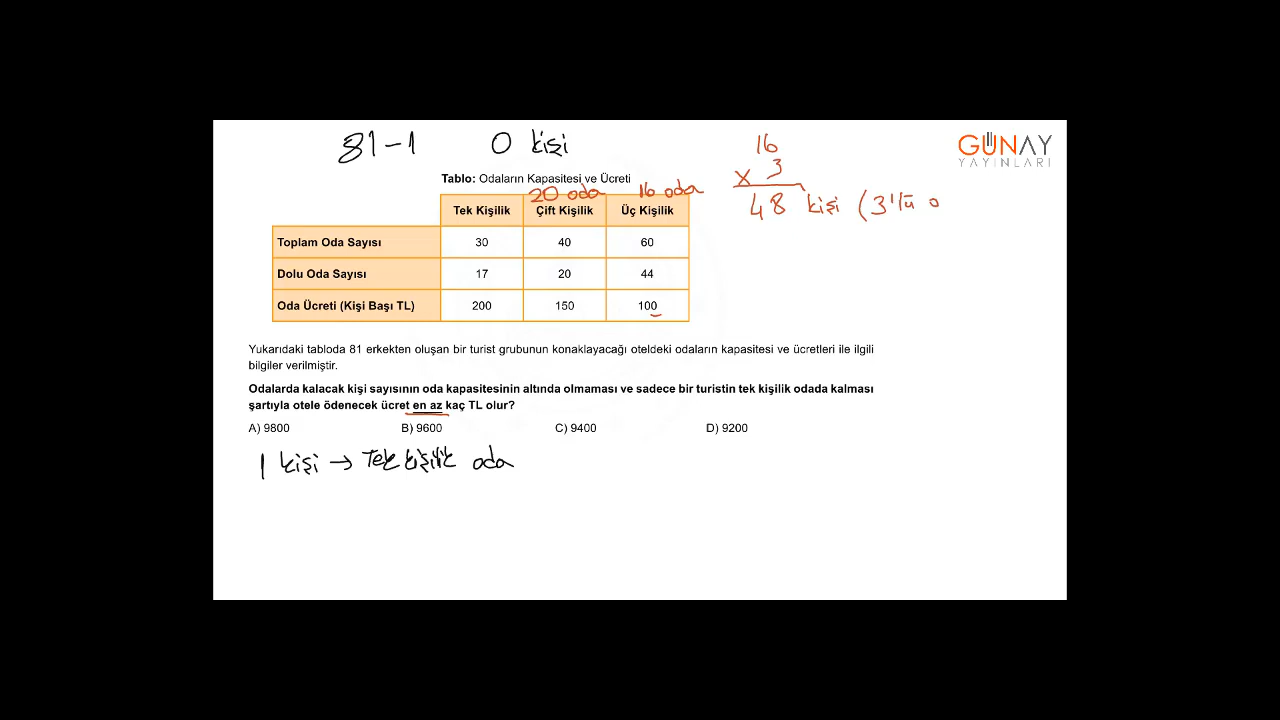 81-1 0 kişi
16
x 3
48 kişi (3'lü o
GÜNAY
YAYINLARI
Tablo: Odaların Kapasitesi ve Ücreti
20 oda 16 oda
Tek Kişilik Çift Kişilik Üç Kişilik
Toplam Oda Sayısı 30 40 60
Dolu Oda Sayısı 17 20 44
Oda Ücreti (Kişi Başı TL) 200 150 100
Yukarıdaki tabloda 81 erkekten oluşan bir turist grubunun konaklayacağı oteldeki odaların kapasitesi ve ücretleri ile ilgili
bilgiler verilmiştir.
Odalarda kalacak kişi sayısının oda kapasitesinin altında olmaması ve sadece bir turistin tek kişilik odada kalması
şartıyla otele ödenecek ücret en az kaç TL olur?
A) 9800 B) 9600 C) 9400 D) 9200
1 kişi → Tek kişilik oda